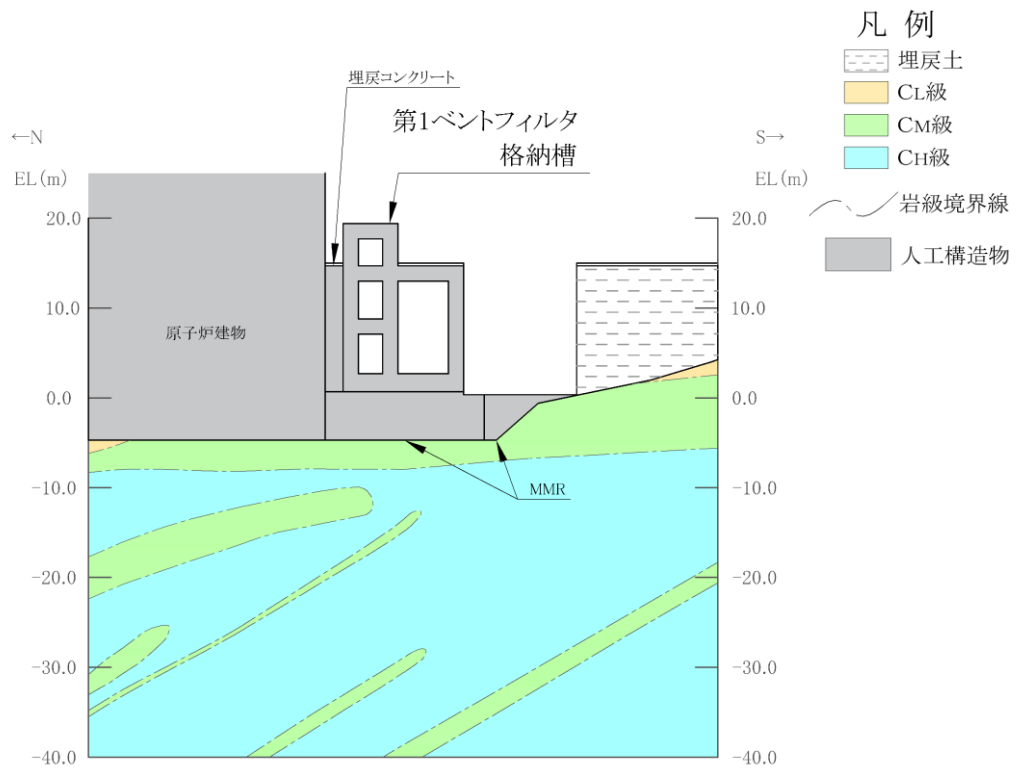 凡 例
埋戻土
CL級
CM級
CH級
岩級境界線
人工構造物
埋戻コンクリート
第1ベントフィルタ
格納槽
←N
S→
EL(m)
EL(m)
20.0
20.0
10.0
10.0
原子炉建物
0.0
0.0
-10.0
-10.0
MMR
-20.0
-20.0
-30.0
-30.0
-40.0
-40.0